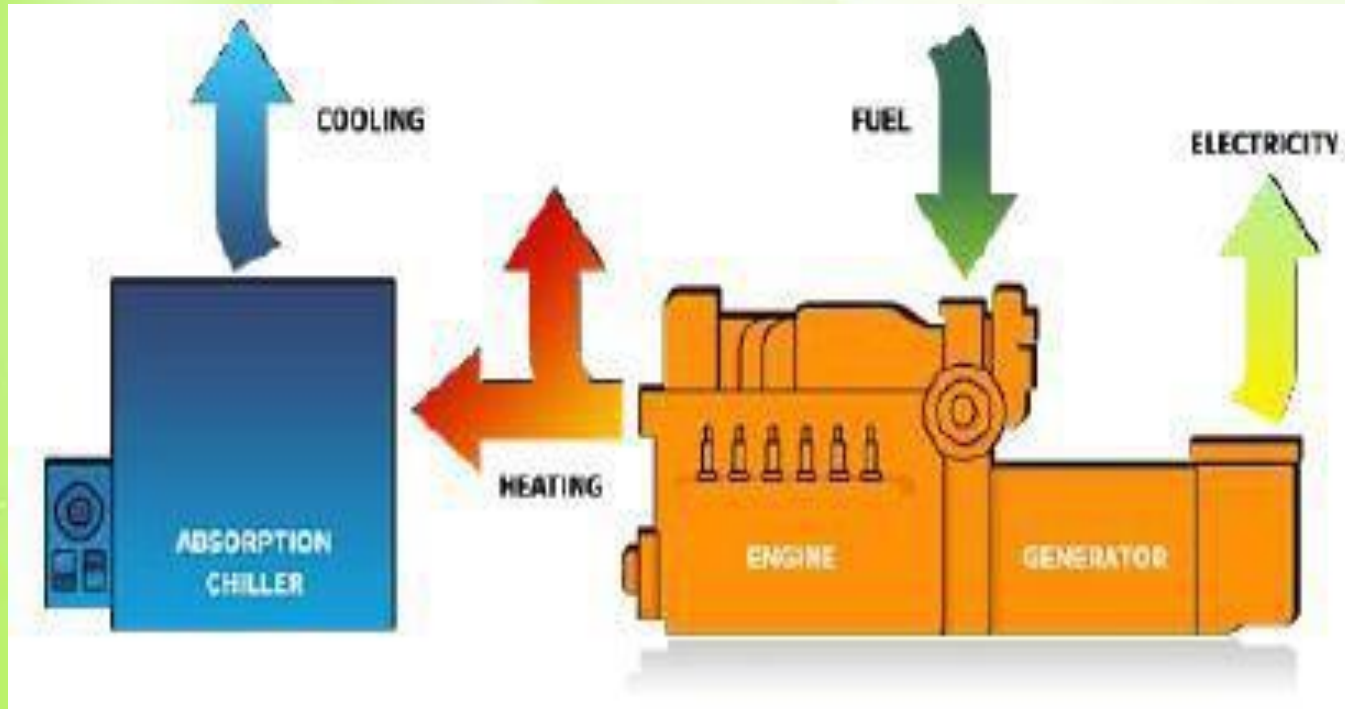 COOLING
FUEL
ELECTRICITY
HEATING
ABSORPTION
CHILLER
ENGINE
GENERATOR